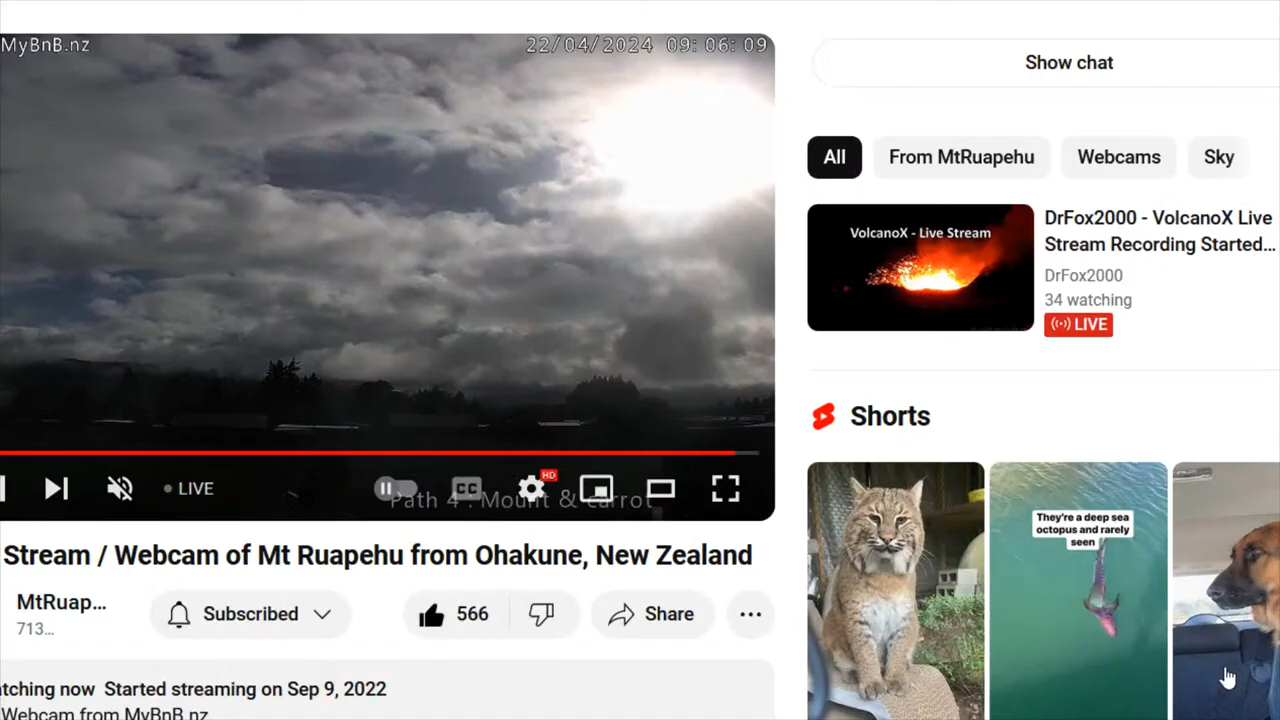 MyBnB.nz
22/04/2024 09:06:09
Path 4 : Mount & carrot
LIVE
CC
HD
Stream / Webcam of Mt Ruapehu from Ohakune, New Zealand
MtRuap...
713...
Subscribed
566
Share
atching now Started streaming on Sep 9, 2022
Webcam from MyBnB.nz
Show chat
All
From MtRuapehu
Webcams
Sky
VolcanoX - Live Stream
DrFox2000 - VolcanoX Live
Stream Recording Started...
DrFox2000
34 watching
LIVE
Shorts
They're a deep sea
octopus and rarely
seen